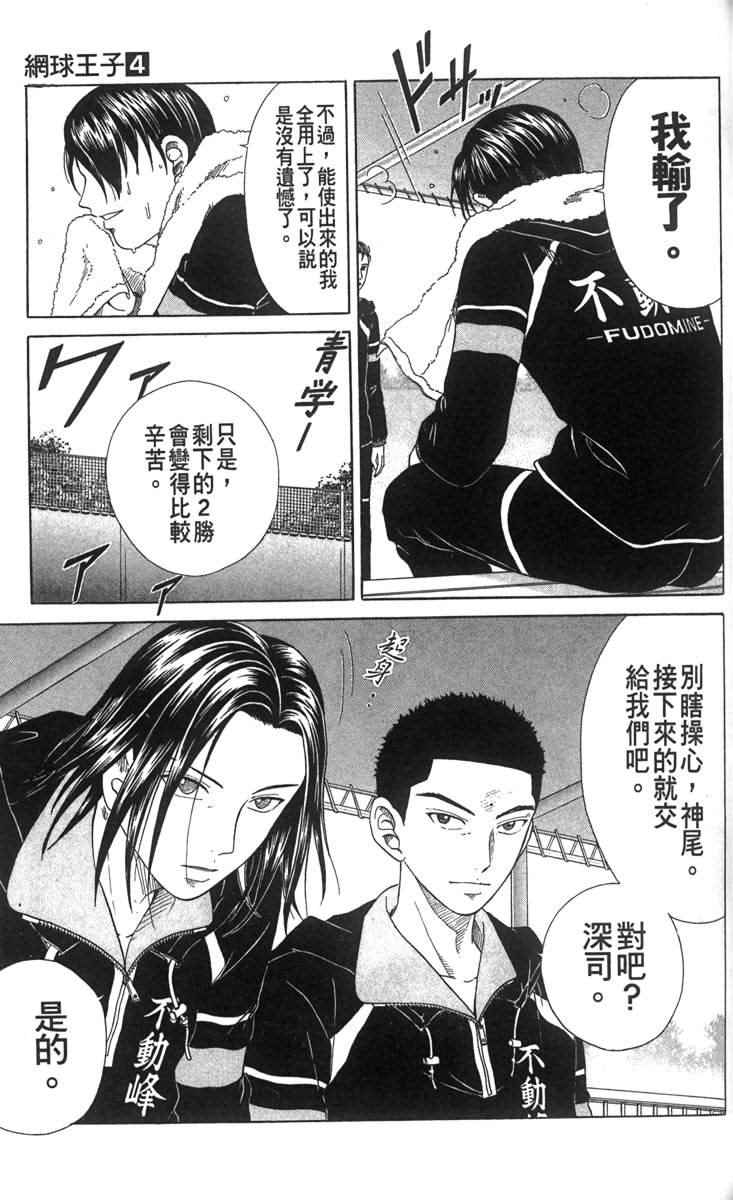 網球王子4
ドサッ
我輸了。
不動
-FUDOMINE-
不過，能使出來的我
全用上了，可以說
是沒有遺憾了。
青学ー
ワァァァ
只是，
剩下的2勝
會變得比較
辛苦。
別瞎操心，神尾。
接下來的就交
給我們吧。
起身‥
對吧？
深司。
不動峰
不動峰
是的。